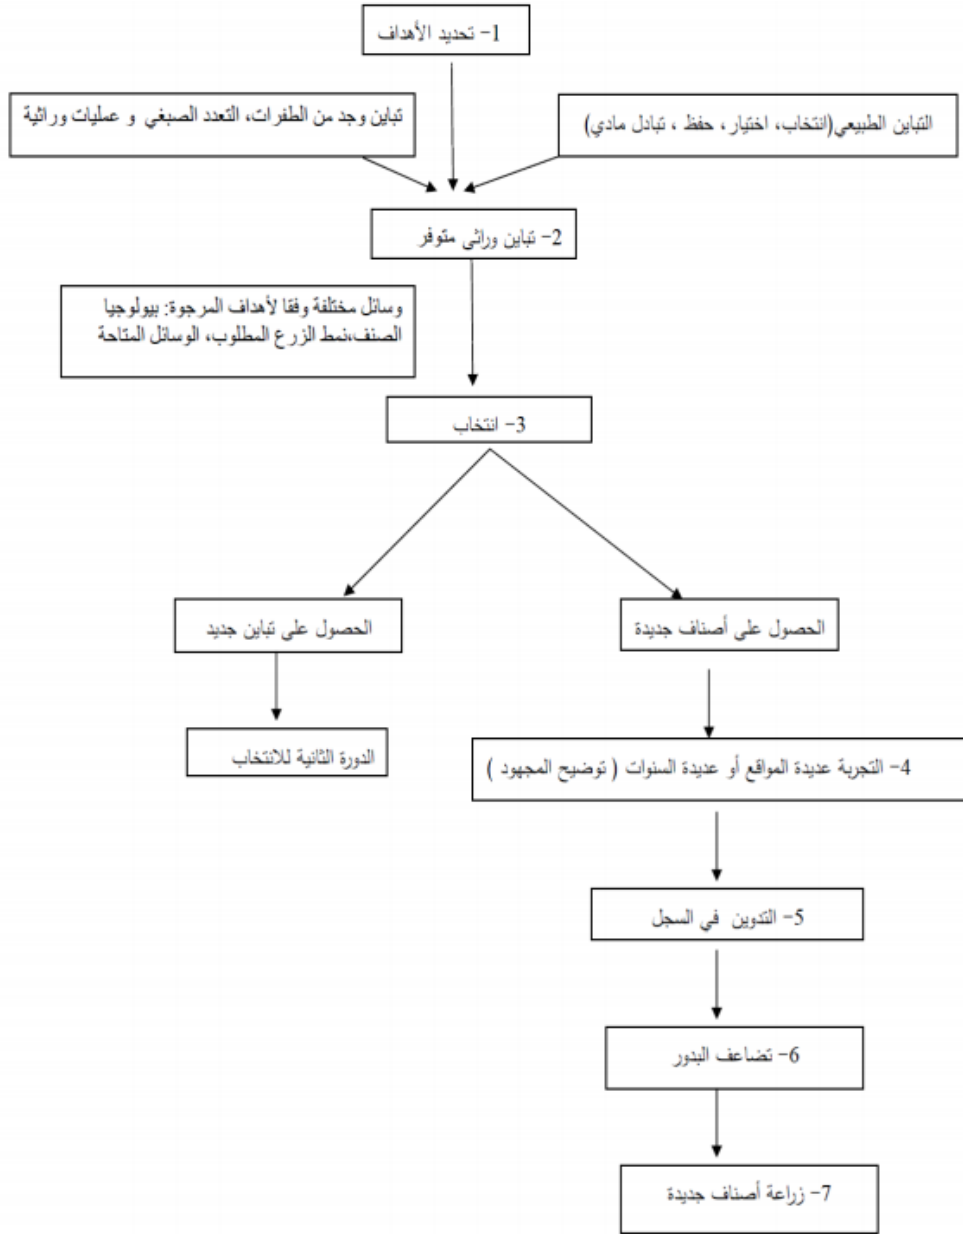 1- تحديد الأهداف
التباين الطبيعي(انتخاب، اختيار، حفظ ، تبادل مادي)
تباين وجد من الطفرات، التعدد الصبغي و عمليات وراثية
2- تباين وراثى متوفر
وسائل مختلفة وفقا لأهداف المرجوة: بيولوجيا
الصنف،نمط الزرع المطلوب، الوسائل المتاحة
3- انتخاب
الحصول على أصناف جديدة
الحصول على تباين جديد
الدورة الثانية للانتخاب
4- التجربة عديدة المواقع أو عديدة السنوات ( توضيح المجهود )
5- التدوين في السجل
6- تضاعف البدور
7- زراعة أصناف جديدة